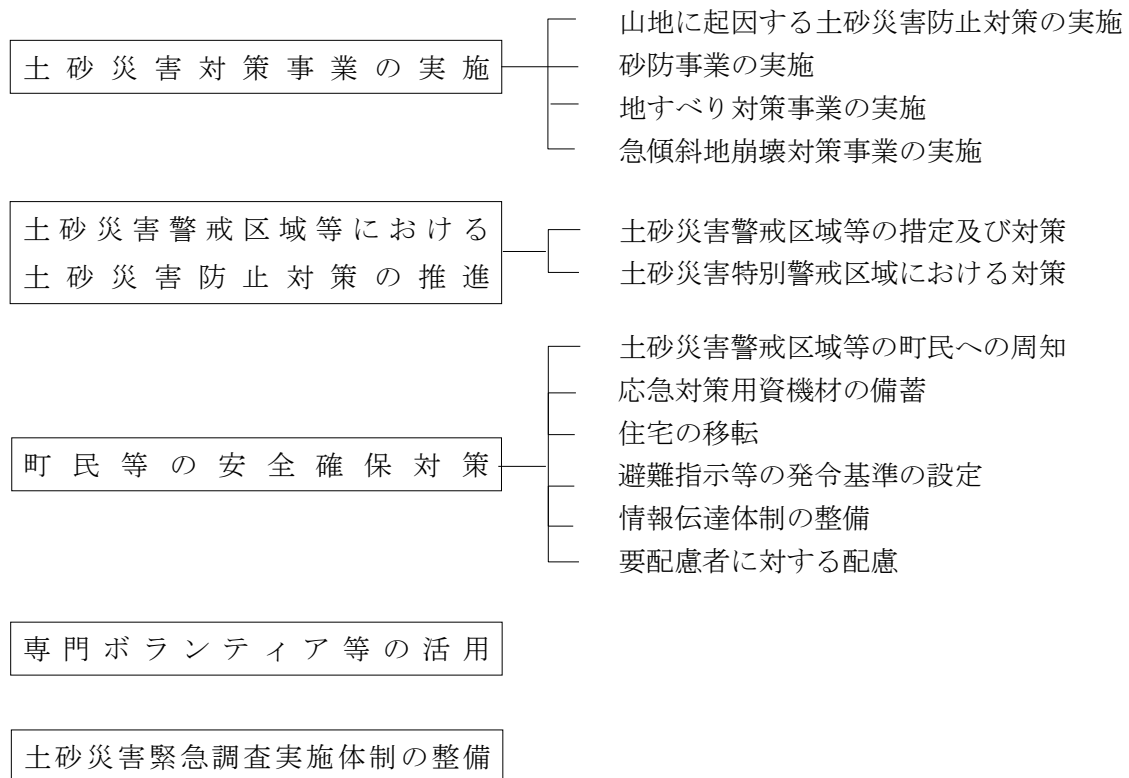 土砂災害対策事業の実施
山地に起因する土砂災害防止対策の実施
砂防事業の実施
地すべり対策事業の実施
急傾斜地崩壊対策事業の実施
土砂災害警戒区域等における
土砂災害防止対策の推進
土砂災害警戒区域等の措定及び対策
土砂災害特別警戒区域における対策
町民等の安全確保対策
土砂災害警戒区域等の町民への周知
応急対策用資機材の備蓄
住宅の移転
避難指示等の発令基準の設定
情報伝達体制の整備
要配慮者に対する配慮
専門ボランティア等の活用
土砂災害緊急調査実施体制の整備